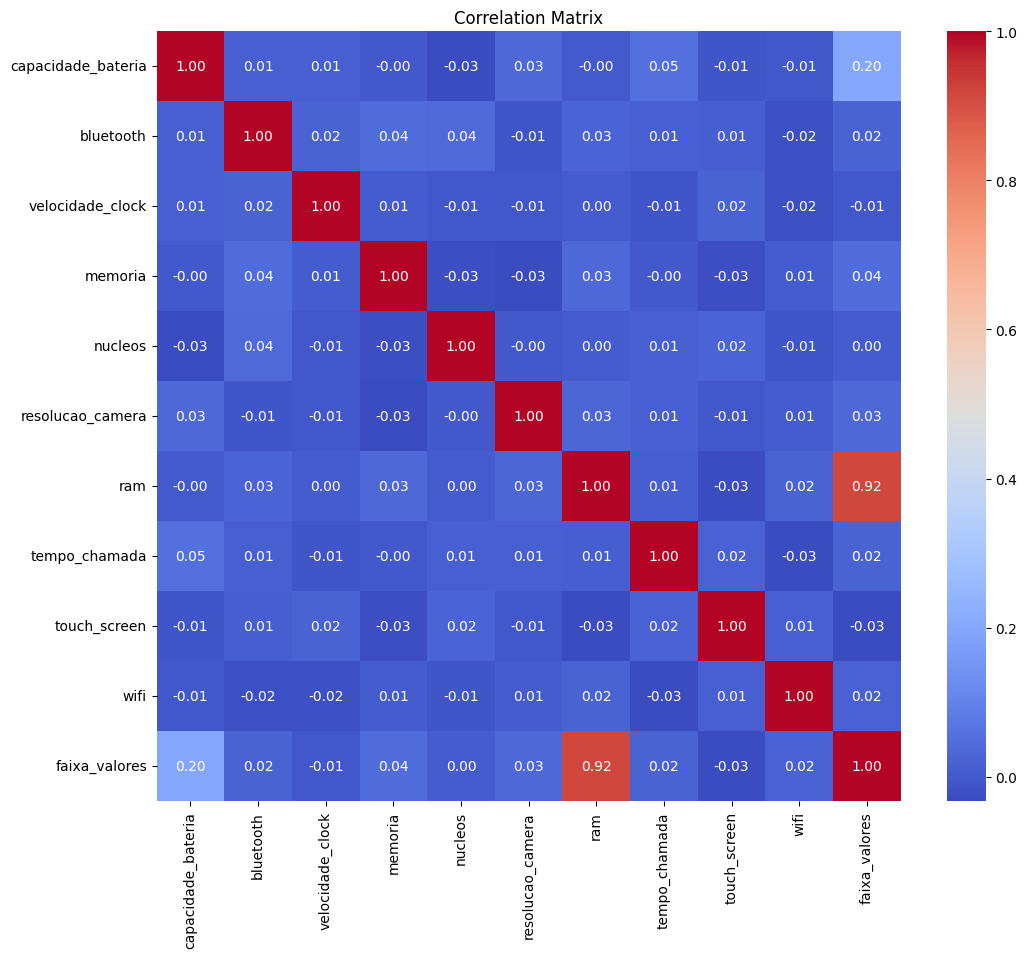 Correlation Matrix
capacidade_bateria 1.00 0.01 0.01 -0.00 -0.03 0.03 -0.00 0.05 -0.01 -0.01 0.20
bluetooth 0.01 1.00 0.02 0.04 0.04 -0.01 0.03 0.01 0.01 -0.02 0.02
velocidade_clock 0.01 0.02 1.00 0.01 -0.01 -0.01 0.00 -0.01 0.02 -0.02 -0.01
memoria -0.00 0.04 0.01 1.00 -0.03 -0.03 0.03 -0.00 -0.03 0.01 0.04
nucleos -0.03 0.04 -0.01 -0.03 1.00 -0.00 0.00 0.01 0.02 -0.01 0.00
resolucao_camera 0.03 -0.01 -0.01 -0.03 -0.00 1.00 0.03 0.01 -0.01 0.01 0.03
ram -0.00 0.03 0.00 0.03 0.00 0.03 1.00 0.01 -0.03 0.02 0.92
tempo_chamada 0.05 0.01 -0.01 -0.00 0.01 0.01 0.01 1.00 0.02 -0.03 0.02
touch_screen -0.01 0.01 0.02 -0.03 0.02 -0.01 -0.03 0.02 1.00 0.01 -0.03
wifi -0.01 -0.02 -0.02 0.01 -0.01 0.01 0.02 -0.03 0.01 1.00 0.02
faixa_valores 0.20 0.02 -0.01 0.04 0.00 0.03 0.92 0.02 -0.03 0.02 1.00
capacidade_bateria
bluetooth
velocidade_clock
memoria
nucleos
resolucao_camera
ram
tempo_chamada
touch_screen
wifi
faixa_valores
1.0
0.8
0.6
0.4
0.2
0.0